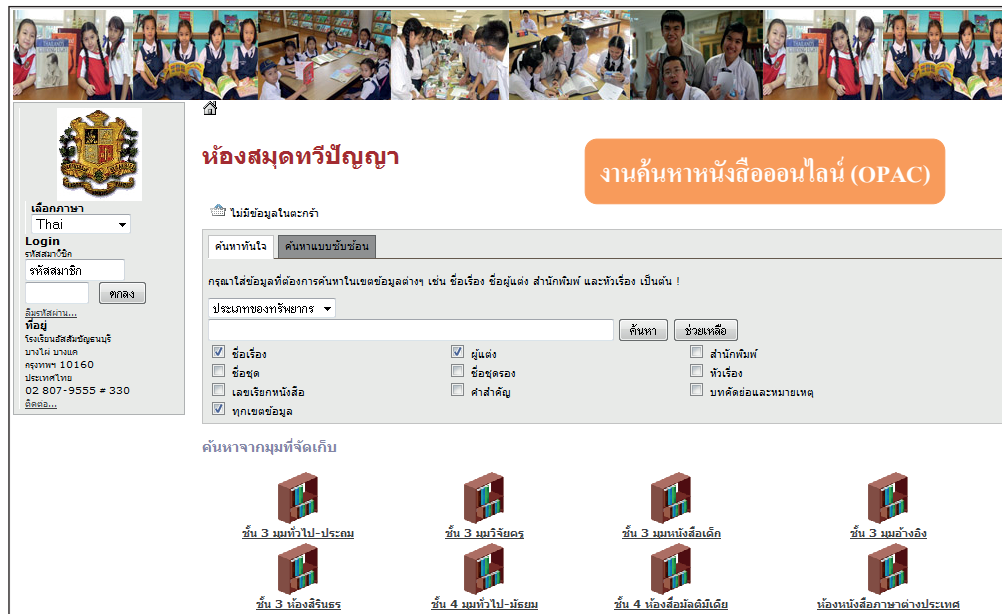 ห้องสมุดทวีปัญญา
งานค้นหาหนังสือออนไลน์ (OPAC)
ไม่มีข้อมูลในตะกร้า
เลือกภาษา
Thai
Login
รหัสสมาชิก
รหัสสมาชิก
ตกลง
ลืมรหัสผ่าน...
ที่อยู่
โรงเรียนอัสสัมชัญธนบุรี
บางไผ่ บางแค
กรุงทพฯ 10160
ประเทศไทย
02 807-9555 # 330
ติดต่อ...
ค้นหาทันใจ
ค้นหาแบบซับซ้อน
กรุณาใส่ข้อมูลที่ต้องการค้นหาในเขตข้อมูลต่างๆ เช่น ชื่อเรื่อง ชื่อผู้แต่ง สำนักพิมพ์ และหัวเรื่อง เป็นต้น !
ประเภทของทรัพยากร
ค้นหา ช่วยเหลือ
ชื่อเรื่อง ผู้แต่ง สำนักพิมพ์
ชื่อชุด ชื่อชุดรอง หัวเรื่อง
เลขเรียกหนังสือ คำสำคัญ บทคัดย่อและหมายเหตุ
ทุกเขตข้อมูล
ค้นหาจากมุมที่จัดเก็บ
ชั้น 3 มุมทั่วไป-ประถม ชั้น 3 มุมวิจัยครู ชั้น 3 มุมหนังสือเด็ก ชั้น 3 มุมอ้างอิง
ชั้น 3 ห้องสิรินธร ชั้น 4 มุมทั่วไป-มัธยม ชั้น 4 ห้องสื่อมัลติมีเดีย ห้องหนังสือภาษาต่างประเทศ